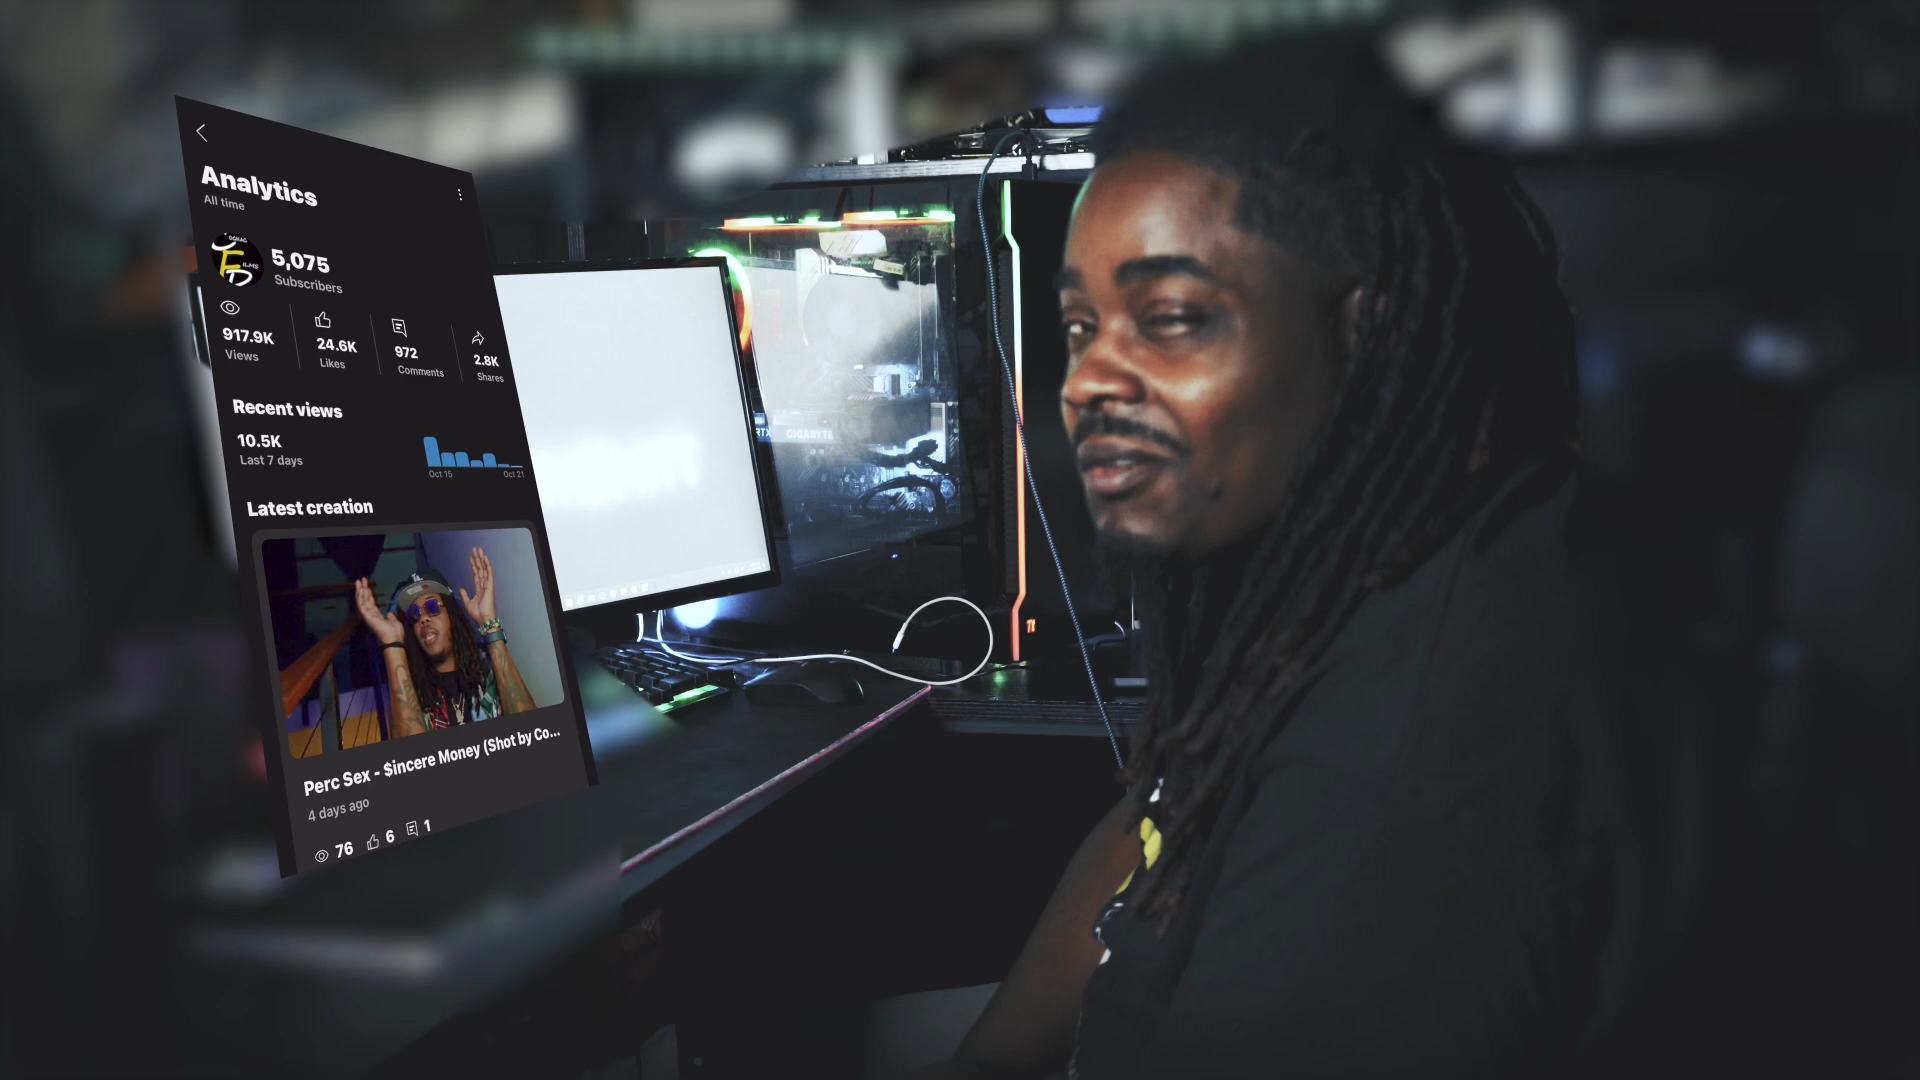 Analytics
All time
5,075
Subscribers
917.9K
Views
24.6K
Likes
972
Comments
2.8K
Shares
Recent views
10.5K
Last 7 days
Oct 15
Oct 21
Latest creation
Perc Sex - $incere Money (Shot by Co...
4 days ago
76
6
1
RTX
GIGABYTE